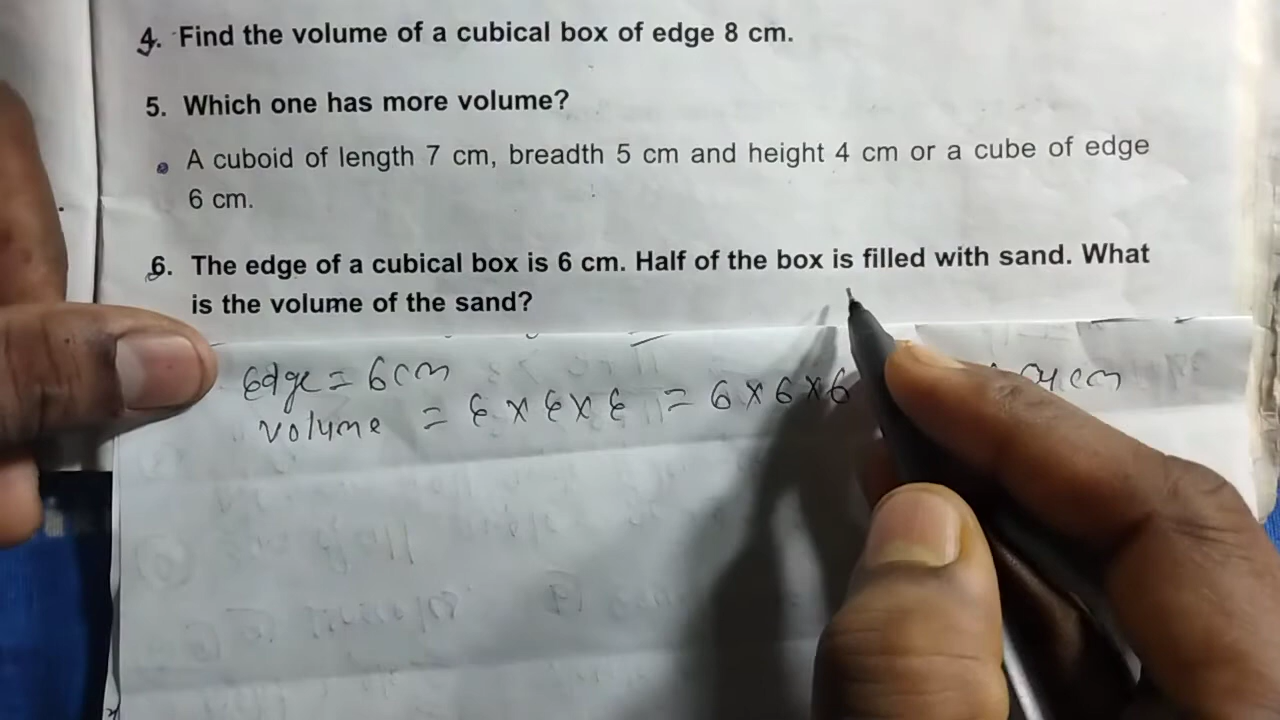 4. Find the volume of a cubical box of edge 8 cm.
5. Which one has more volume?
A cuboid of length 7 cm, breadth 5 cm and height 4 cm or a cube of edge
6 cm.
6. The edge of a cubical box is 6 cm. Half of the box is filled with sand. What
is the volume of the sand?
Edge = 6cm
Volume = E x E x E = 6 x 6 x 6 cm